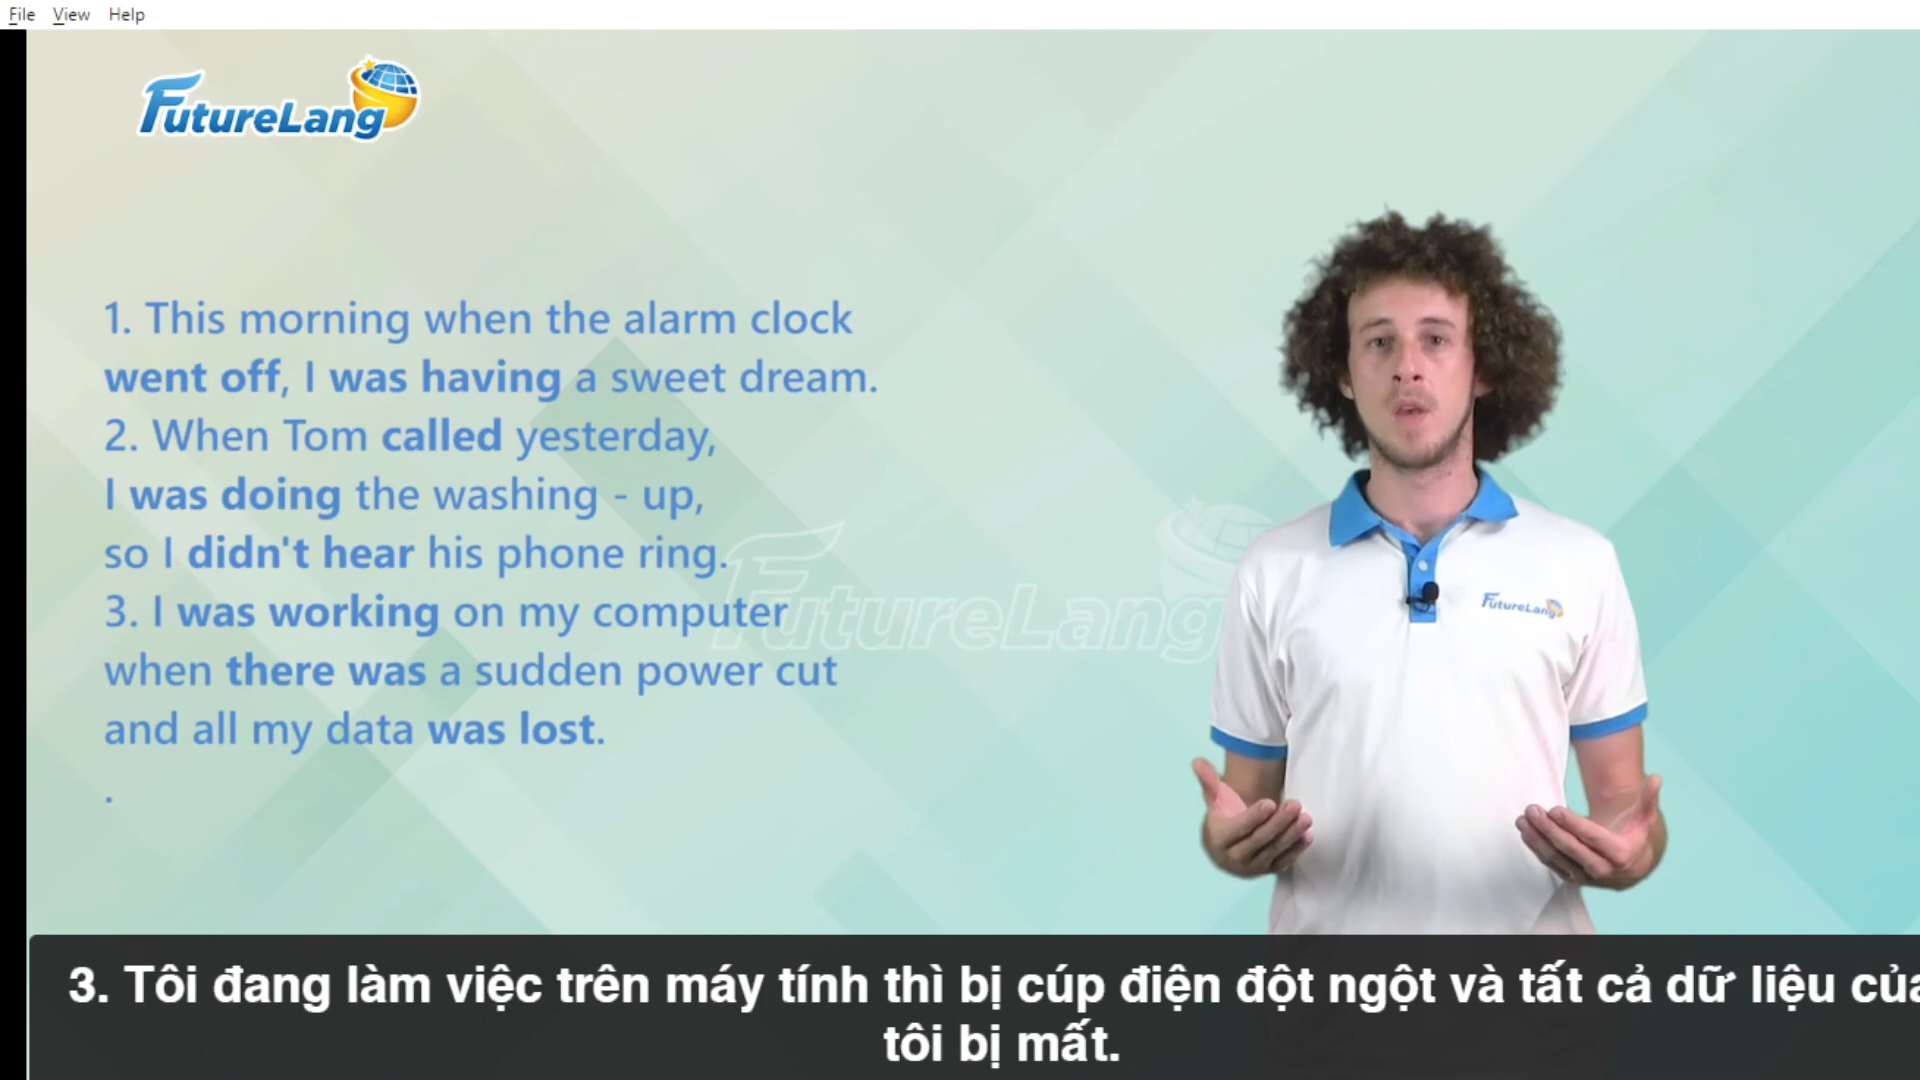 File View Help
FutureLang
1. This morning when the alarm clock
went off, I was having a sweet dream.
2. When Tom called yesterday,
I was doing the washing - up,
so I didn't hear his phone ring.
3. I was working on my computer
when there was a sudden power cut
and all my data was lost.
.
FutureLang
FutureLang
3. Tôi đang làm việc trên máy tính thì bị cúp điện đột ngột và tất cả dữ liệu của
tôi bị mất.